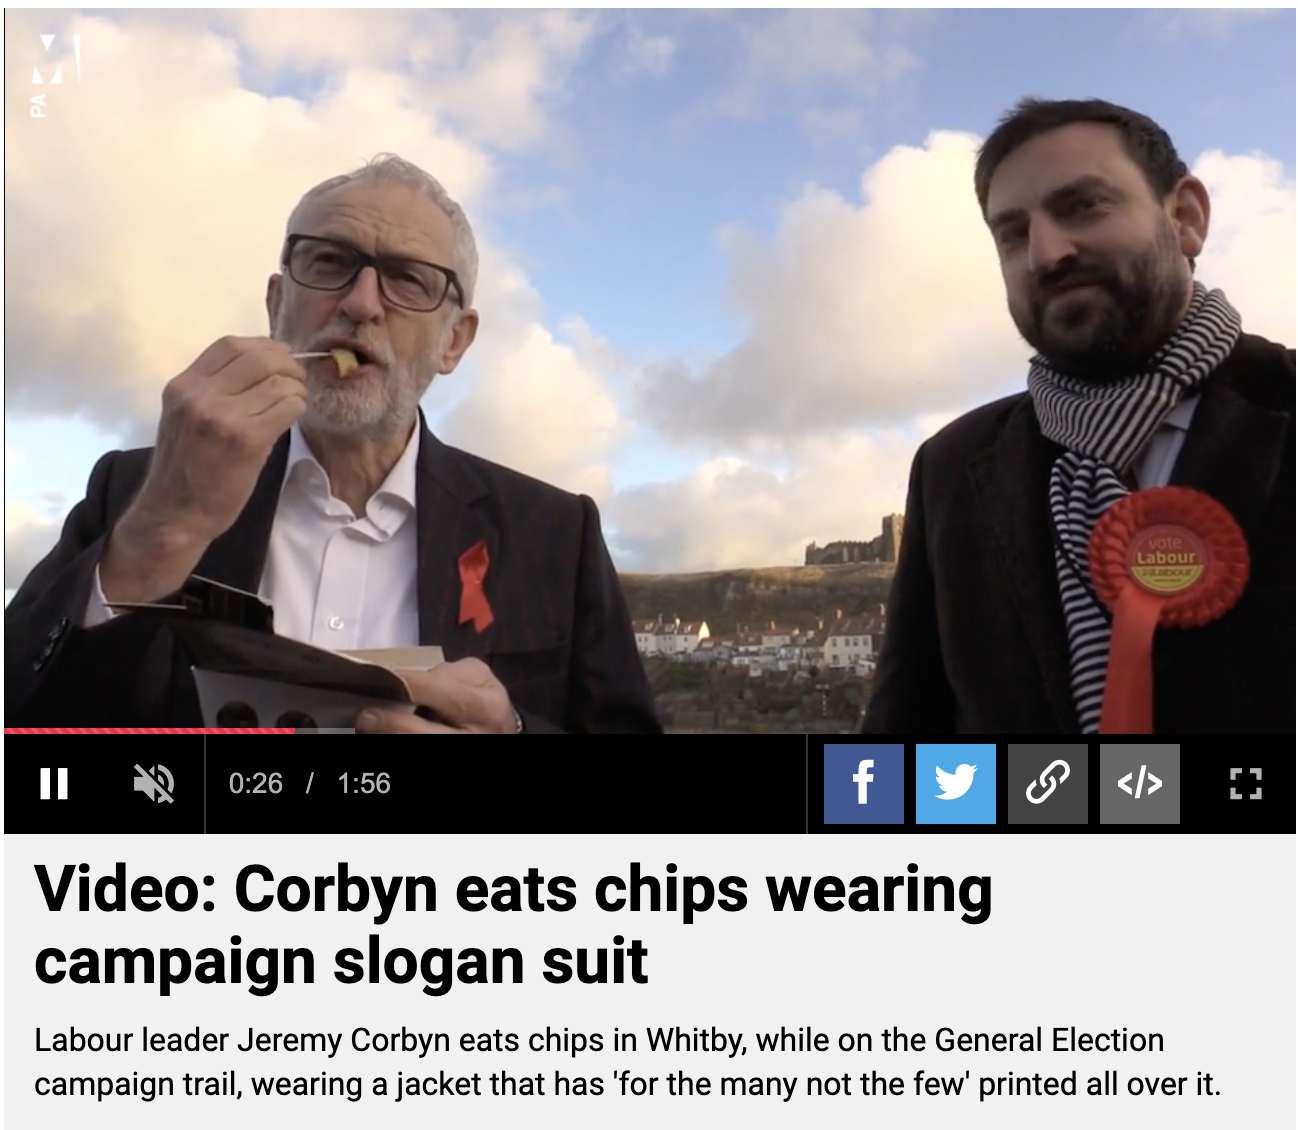 PA
vote
Labour
0:26 / 1:56
Video: Corbyn eats chips wearing
campaign slogan suit
Labour leader Jeremy Corbyn eats chips in Whitby, while on the General Election
campaign trail, wearing a jacket that has 'for the many not the few' printed all over it.